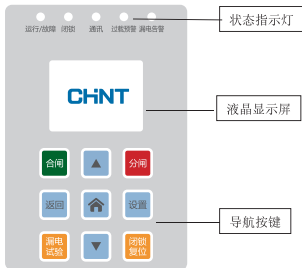 状态指示灯
运行/故障 闭锁 通讯 过载预警 漏电告警
CHNT
液晶显示屏
合闸 分闸
返回 设置
导航按键
漏电试验 闭锁复位